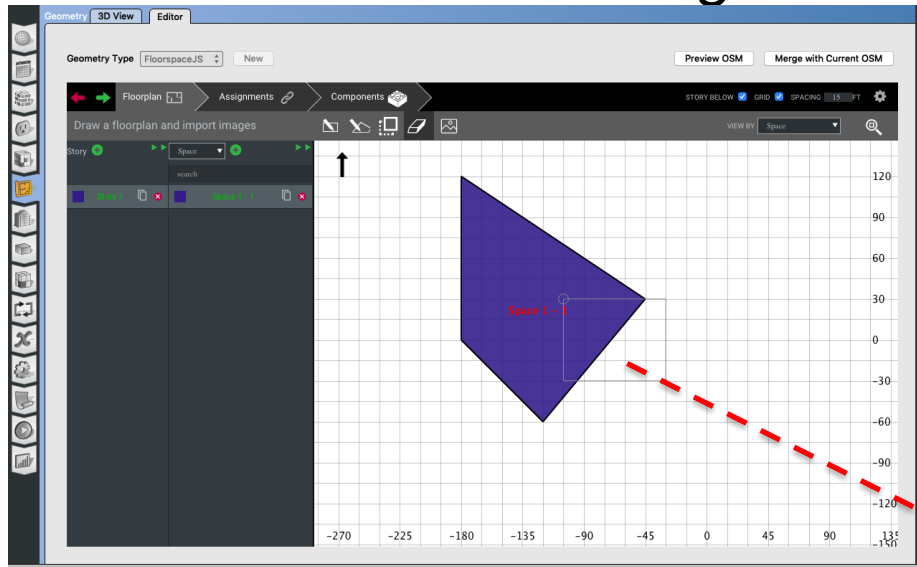 Geometry 3D View Editor
Geometry Type FloorspaceJS New Preview OSM Merge with Current OSM
Floorplan Assignments Components STORY BELOW GRID SPACING 15 FT
Draw a floorplan and import images VIEW BY Space
Story Space
search
Story 1 Space 1 - 1
120
90
60
30
Space 1 - 1
0
-30
-60
-90
-120
-270 -225 -180 -135 -90 -45 0 45 90 135
-150